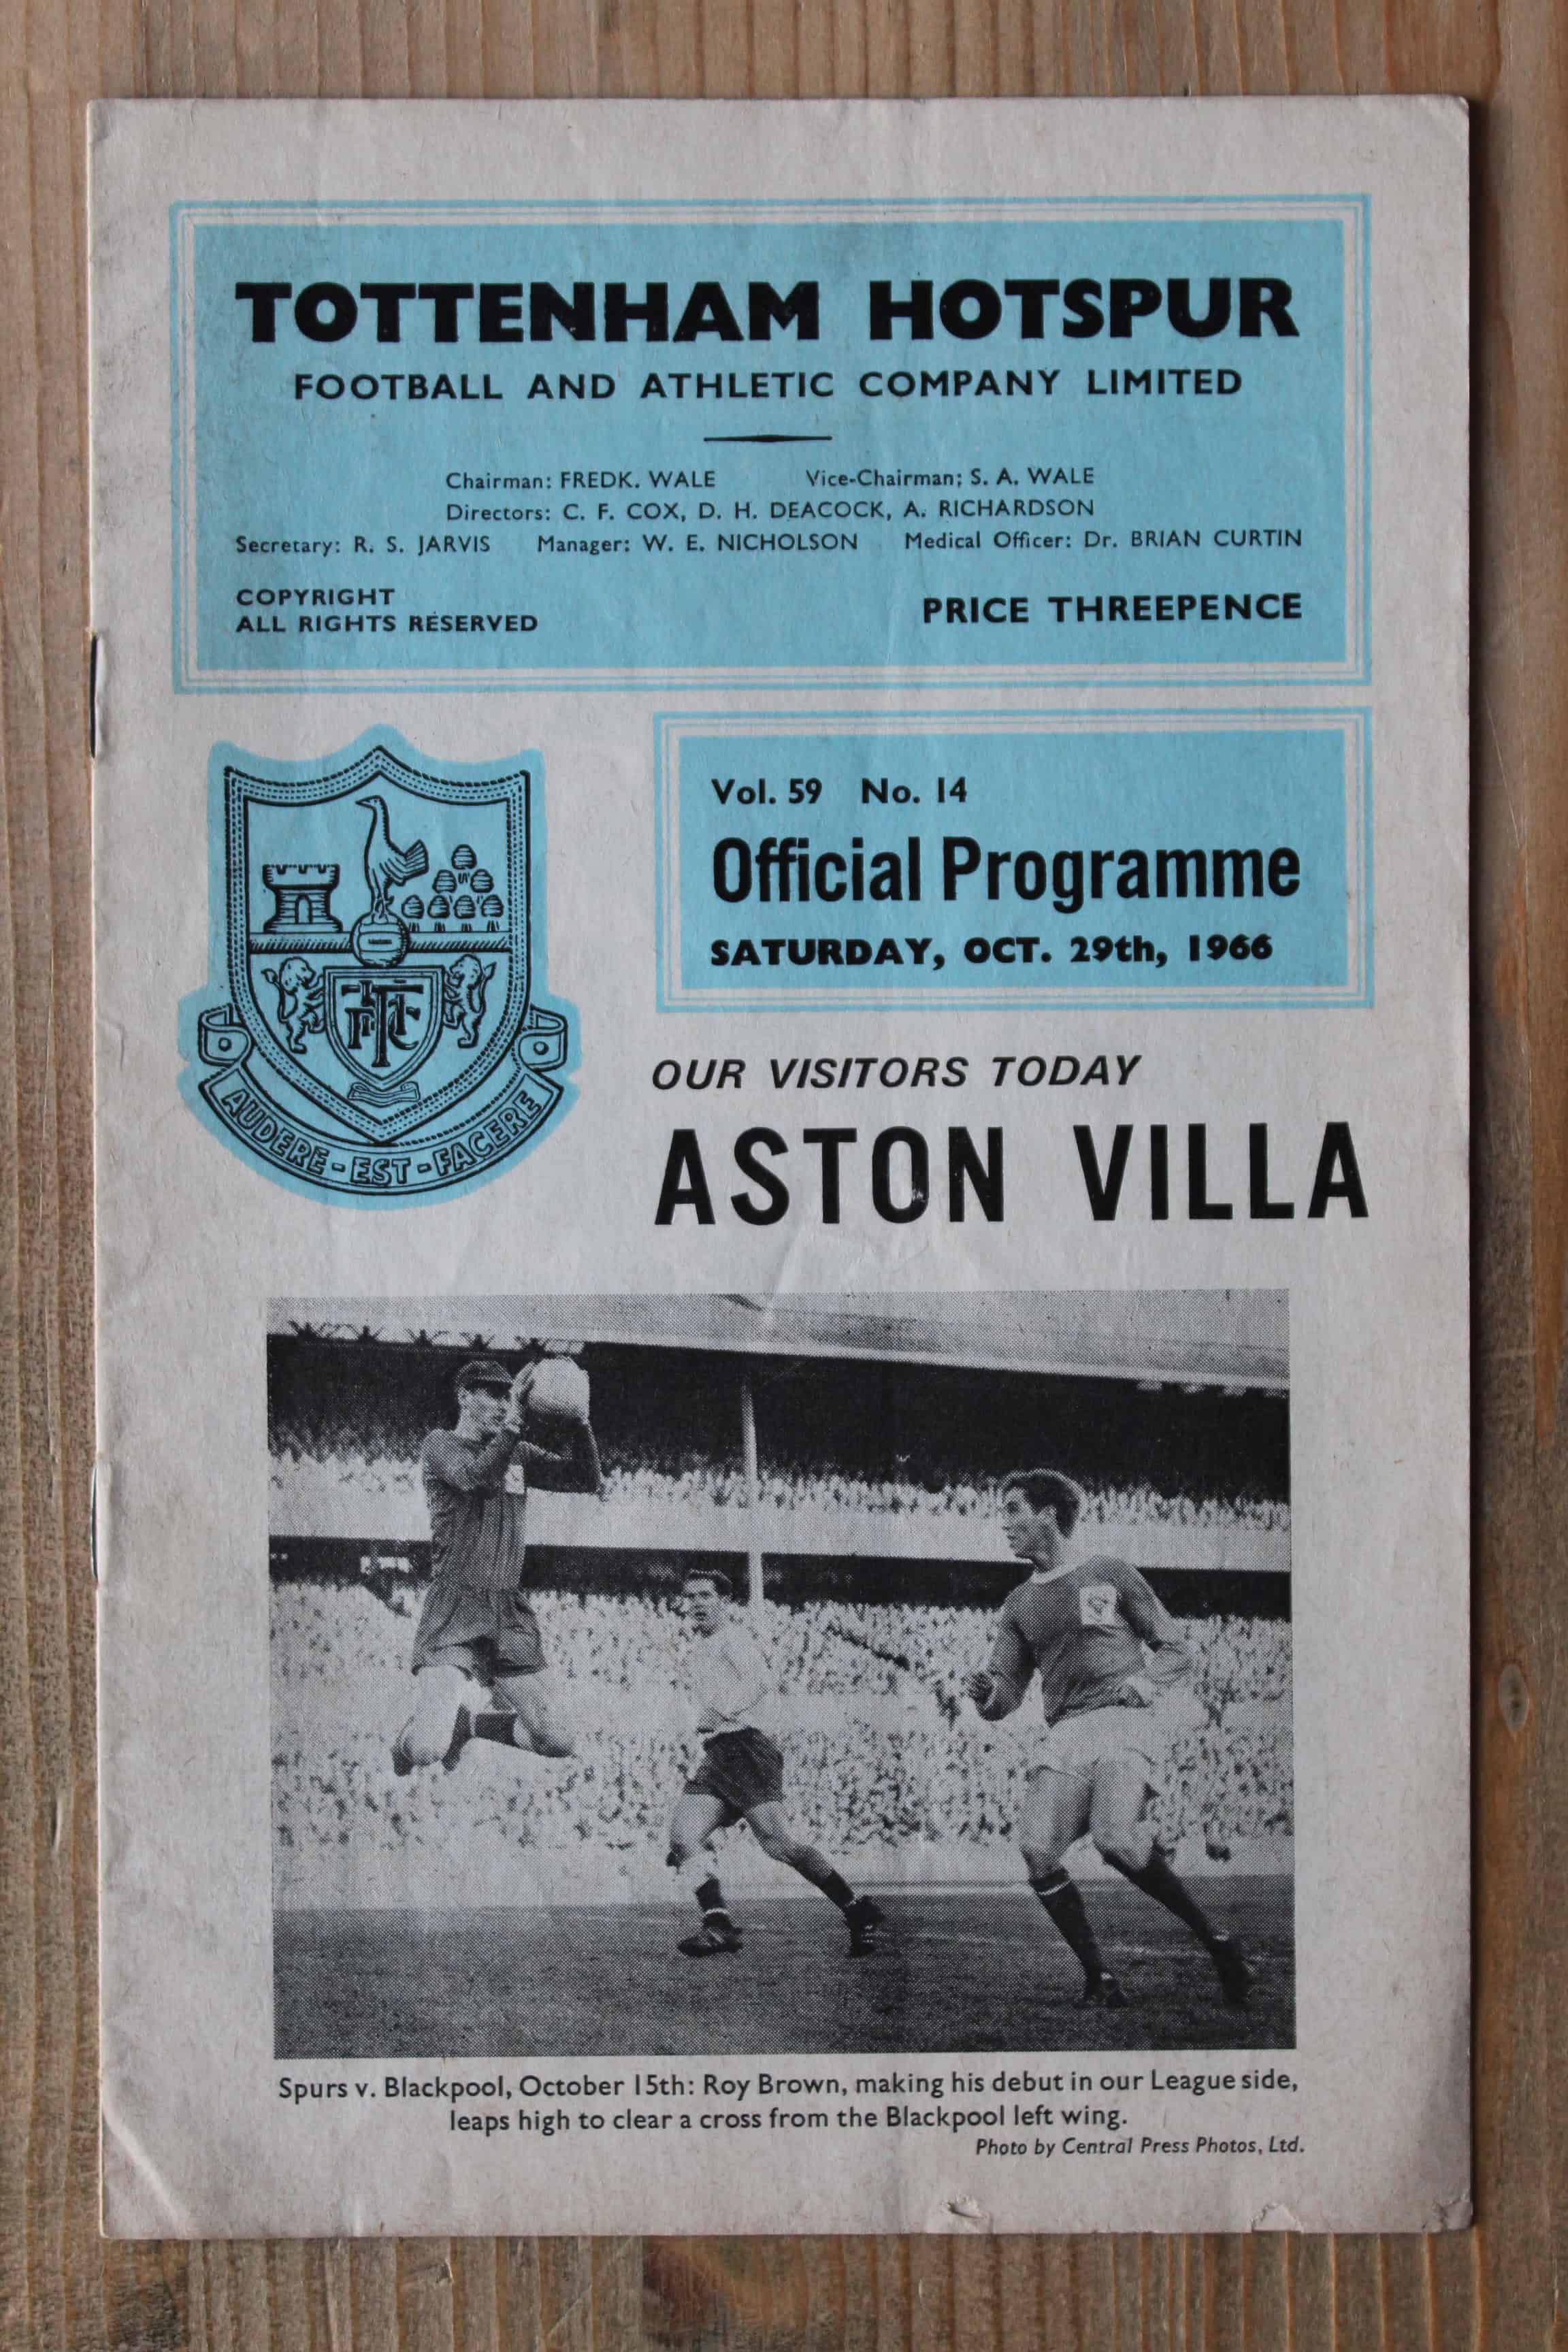 TOTTENHAM HOTSPUR
FOOTBALL AND ATHLETIC COMPANY LIMITED
Chairman: FREDK. WALE Vice-Chairman: S. A. WALE
Directors: C. F. COX, D. H. DEACOCK, A. RICHARDSON
Secretary: R. S. JARVIS Manager: W. E. NICHOLSON Medical Officer: Dr. BRIAN CURTIN
COPYRIGHT
ALL RIGHTS RESERVED
PRICE THREEPENCE
Vol. 59 No. 14
Official Programme
SATURDAY, OCT. 29th, 1966
AUDERE-EST-FACERE
OUR VISITORS TODAY
ASTON VILLA
Spurs v. Blackpool, October 15th: Roy Brown, making his debut in our League side,
leaps high to clear a cross from the Blackpool left wing.
Photo by Central Press Photos, Ltd.